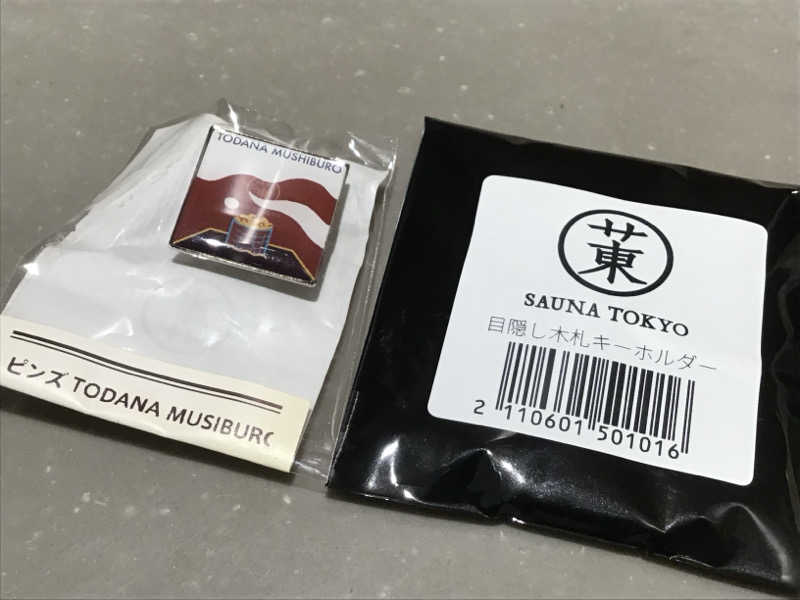 TODANA MUSHIBURO
ピンズ TODANA MUSIBURO
SAUNA TOKYO
目隠し木札キーホルダー
2 110601 501016